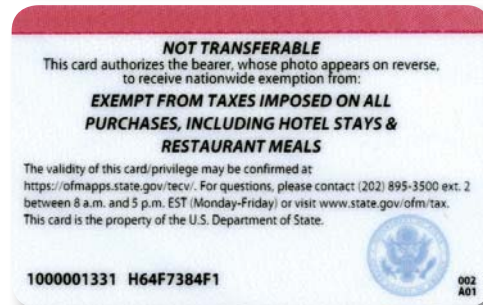 NOT TRANSFERABLE
This card authorizes the bearer, whose photo appears on reverse,
to receive nationwide exemption from:
EXEMPT FROM TAXES IMPOSED ON ALL
PURCHASES, INCLUDING HOTEL STAYS &
RESTAURANT MEALS
The validity of this card/privilege may be confirmed at
https://ofmapps.state.gov/tecv/. For questions, please contact (202) 895-3500 ext. 2
between 8 a.m. and 5 p.m. EST (Monday-Friday) or visit www.state.gov/ofm/tax.
This card is the property of the U.S. Department of State.
1000001331 H64F7384F1
002
A01